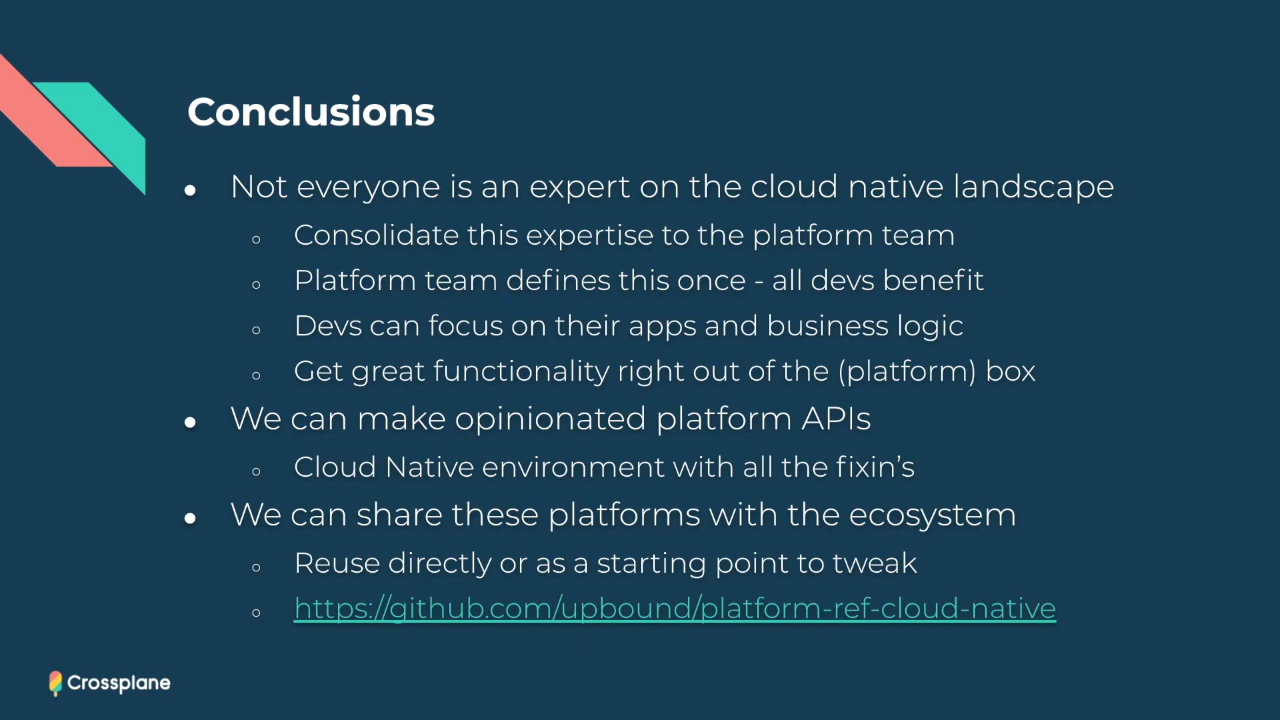 Conclusions
● Not everyone is an expert on the cloud native landscape
○ Consolidate this expertise to the platform team
○ Platform team defines this once - all devs benefit
○ Devs can focus on their apps and business logic
○ Get great functionality right out of the (platform) box
● We can make opinionated platform APIs
○ Cloud Native environment with all the fixin’s
● We can share these platforms with the ecosystem
○ Reuse directly or as a starting point to tweak
○ https://github.com/upbound/platform-ref-cloud-native
Crossplane